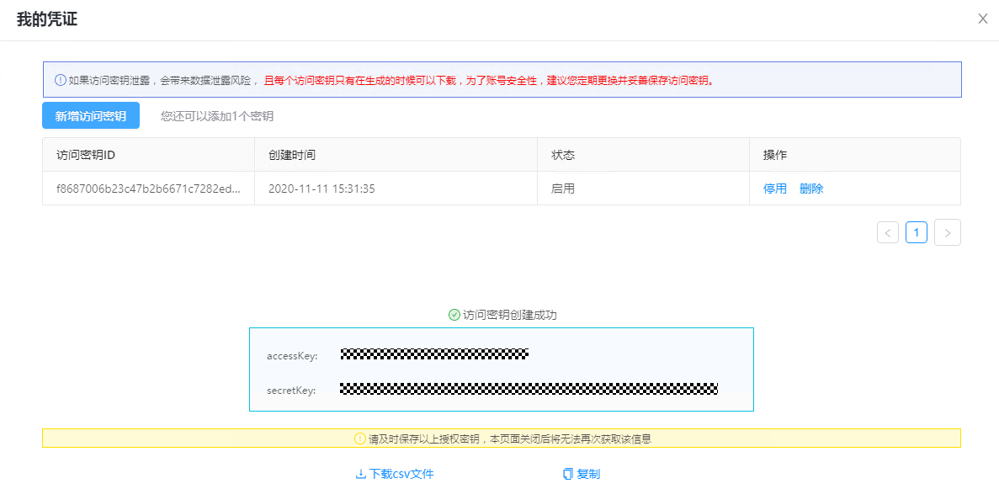 我的凭证
如果访问密钥泄露，会带来数据泄露风险， 且每个访问密钥只有在生成的时候可以下载，为了账号安全性，建议您定期更换并妥善保存访问密钥。
新增访问密钥 您还可以添加1个密钥
访问密钥ID 创建时间 状态 操作
f8687006b23c47b2b6671c7282ed... 2020-11-11 15:31:35 启用 停用 删除
< 1 >
访问密钥创建成功
accessKey:
secretKey:
请及时保存以上授权密钥，本页面关闭后将无法再次获取该信息
下载csv文件 复制